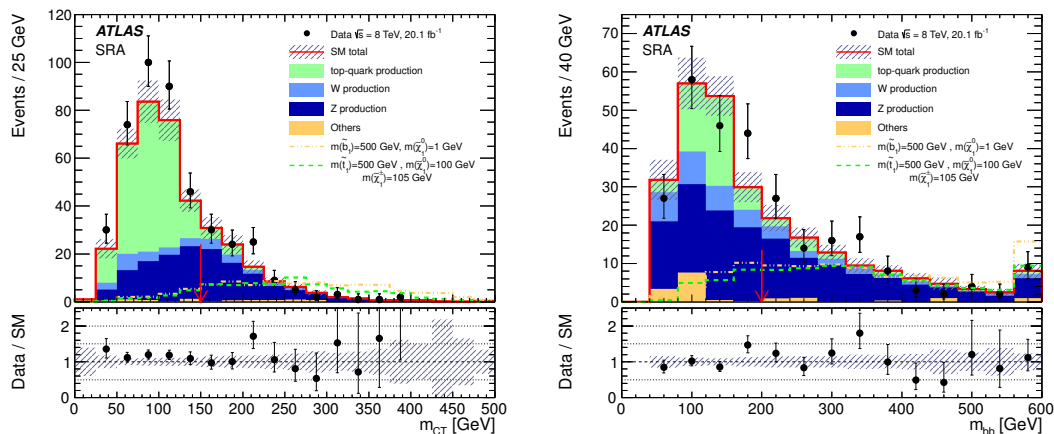 ATLAS
SRA
Data √s = 8 TeV, 20.1 fb⁻¹
SM total
top-quark production
W production
Z production
Others
m(b̃₁)=500 GeV, m(χ̃₁⁰)=1 GeV
m(t̃₁)=500 GeV , m(χ̃₁⁰)=100 GeV
m(χ̃₁±)=105 GeV
Events / 25 GeV
120
100
80
60
40
20
0
Data / SM
2
1
0
0 50 100 150 200 250 300 350 400 450 500
m_CT [GeV]
ATLAS
SRA
Data √s = 8 TeV, 20.1 fb⁻¹
SM total
top-quark production
W production
Z production
Others
m(b̃₁)=500 GeV, m(χ̃₁⁰)=1 GeV
m(t̃₁)=500 GeV , m(χ̃₁⁰)=100 GeV
m(χ̃₁±)=105 GeV
Events / 40 GeV
70
60
50
40
30
20
10
0
Data / SM
2
1
0
0 100 200 300 400 500 600
m_bb [GeV]